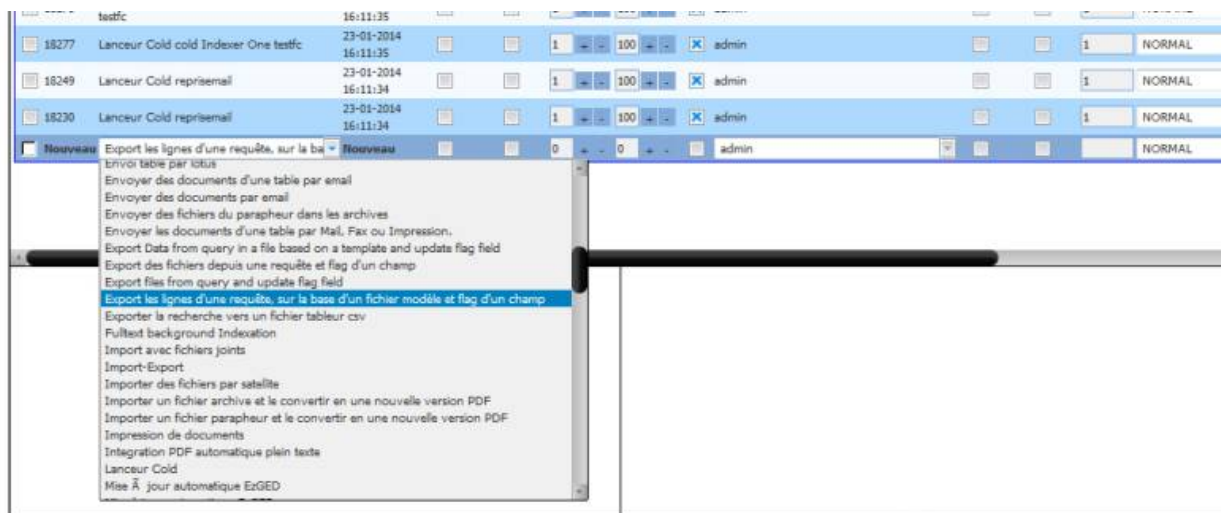 testfc 16:11:35
18277 Lanceur Cold cold Indexer One testfc 23-01-2014 16:11:35 1 + - 100 + - admin 1 NORMAL
18249 Lanceur Cold reprisemail 23-01-2014 16:11:34 1 + - 100 + - admin 1 NORMAL
18230 Lanceur Cold reprisemail 23-01-2014 16:11:34 1 + - 100 + - admin 1 NORMAL
Nouveau Export les lignes d'une requête, sur la ba Nouveau 0 + - 0 + - admin NORMAL
Envoi table par lotus
Envoyer des documents d'une table par email
Envoyer des documents par email
Envoyer des fichiers du parapheur dans les archives
Envoyer les documents d'une table par Mail, Fax ou Impression.
Export Data from query in a file based on a template and update flag field
Export des fichiers depuis une requête et flag d'un champ
Export files from query and update flag field
Export les lignes d'une requête, sur la base d'un fichier modèle et flag d'un champ
Exporter la recherche vers un fichier tableur csv
Fulltext background Indexation
Import avec fichiers joints
Import-Export
Importer des fichiers par satellite
Importer un fichier archive et le convertir en une nouvelle version PDF
Importer un fichier parapheur et le convertir en une nouvelle version PDF
Impression de documents
Integration PDF automatique plein texte
Lanceur Cold
Mise Ã jour automatique EzGED